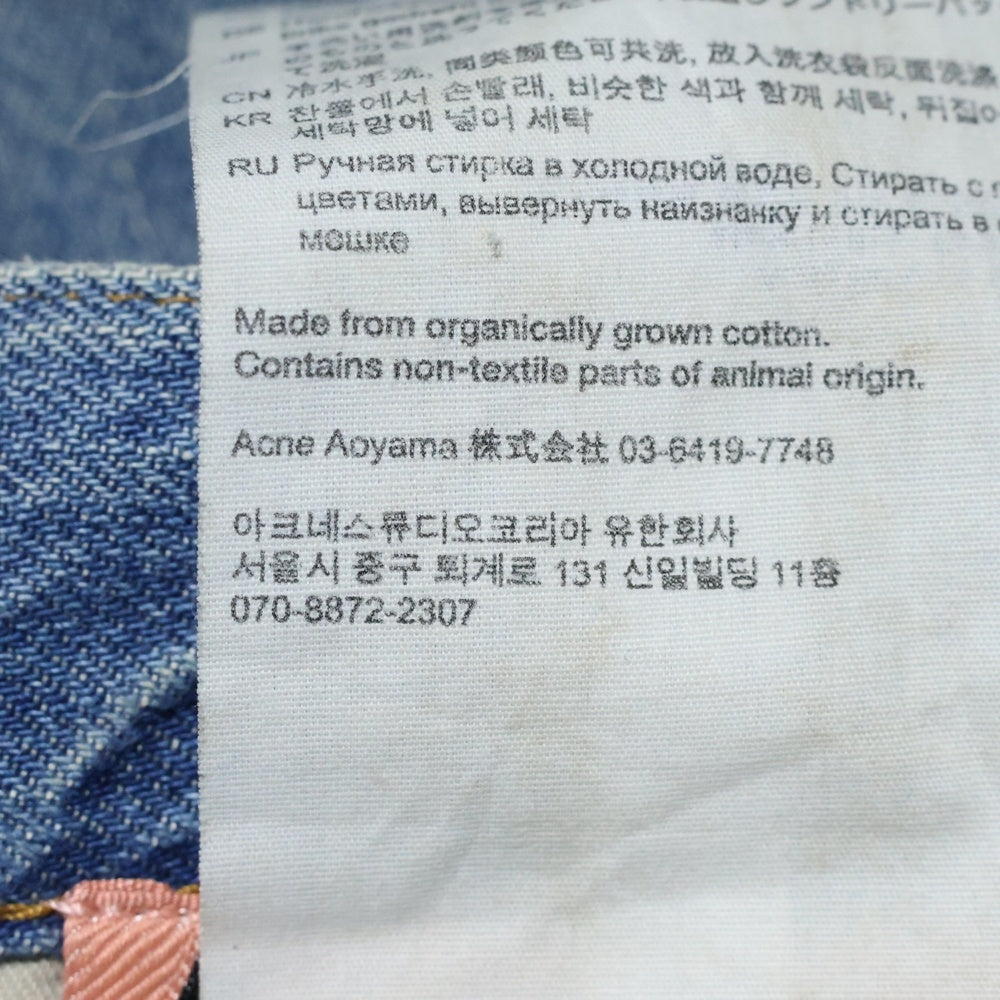 て洗濯
CN 冷水手洗, 同类颜色可共洗, 放入洗衣袋反面洗涤
KR 찬물에서 손빨래, 비슷한 색과 함께 세탁, 뒤집어
세탁망에 넣어 세탁
RU Ручная стирка в холодной воде, Стирать с
цветами, вывернуть наизнанку и стирать в
мешке
Made from organically grown cotton.
Contains non-textile parts of animal origin.
Acne Aoyama 株式会社 03-6419-7748
아크네스튜디오코리아 유한회사
서울시 중구 퇴계로 131 신일빌딩 11층
070-8872-2307